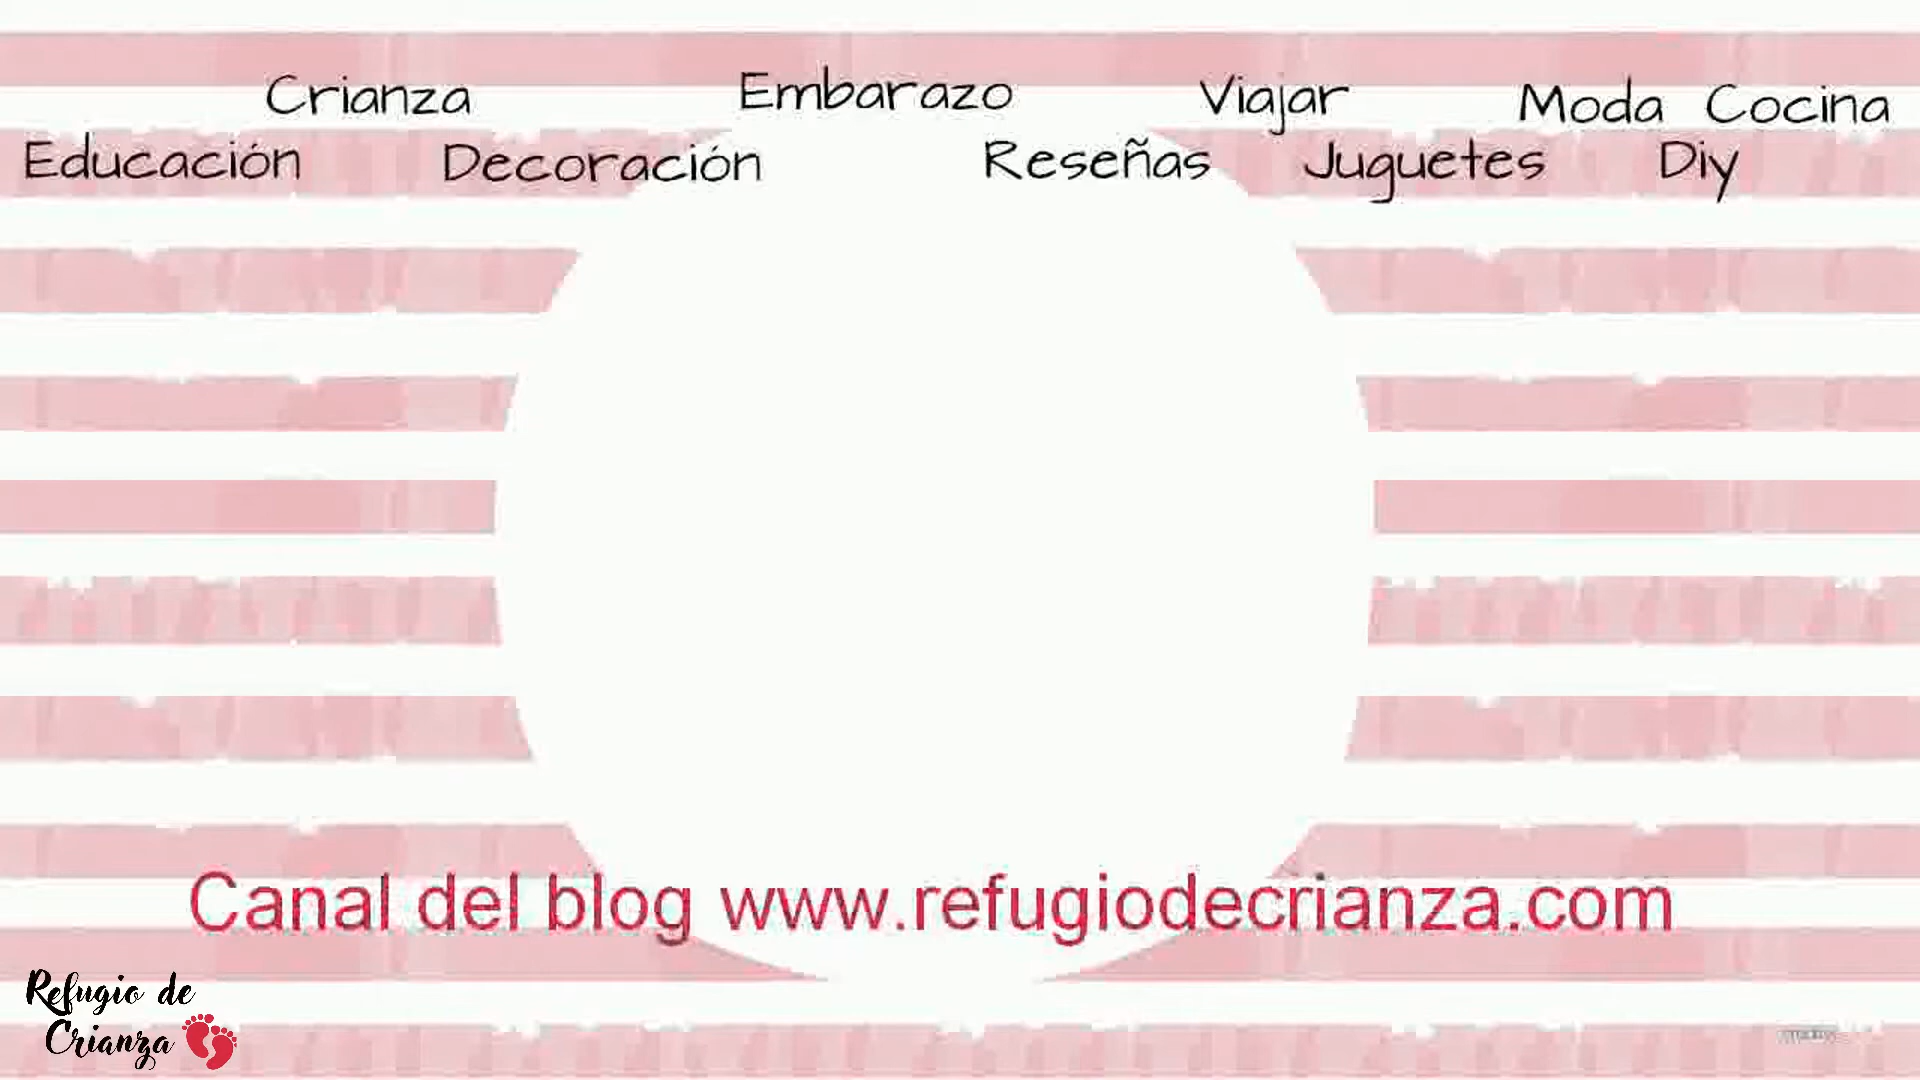 Crianza Embarazo Viajar Moda Cocina
Educación Decoración Reseñas Juguetes Diy
Canal del blog www.refugiodecrianza.com
Refugio de
Crianza